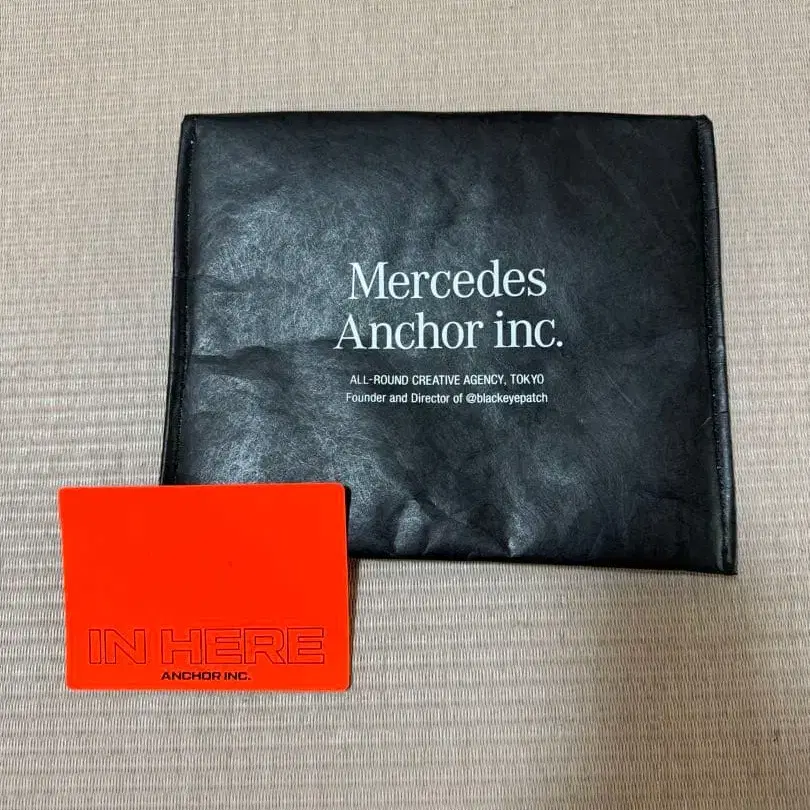 Mercedes
Anchor inc.
ALL-ROUND CREATIVE AGENCY, TOKYO
Founder and Director of @blackeyepatch
IN HERE
ANCHOR INC.